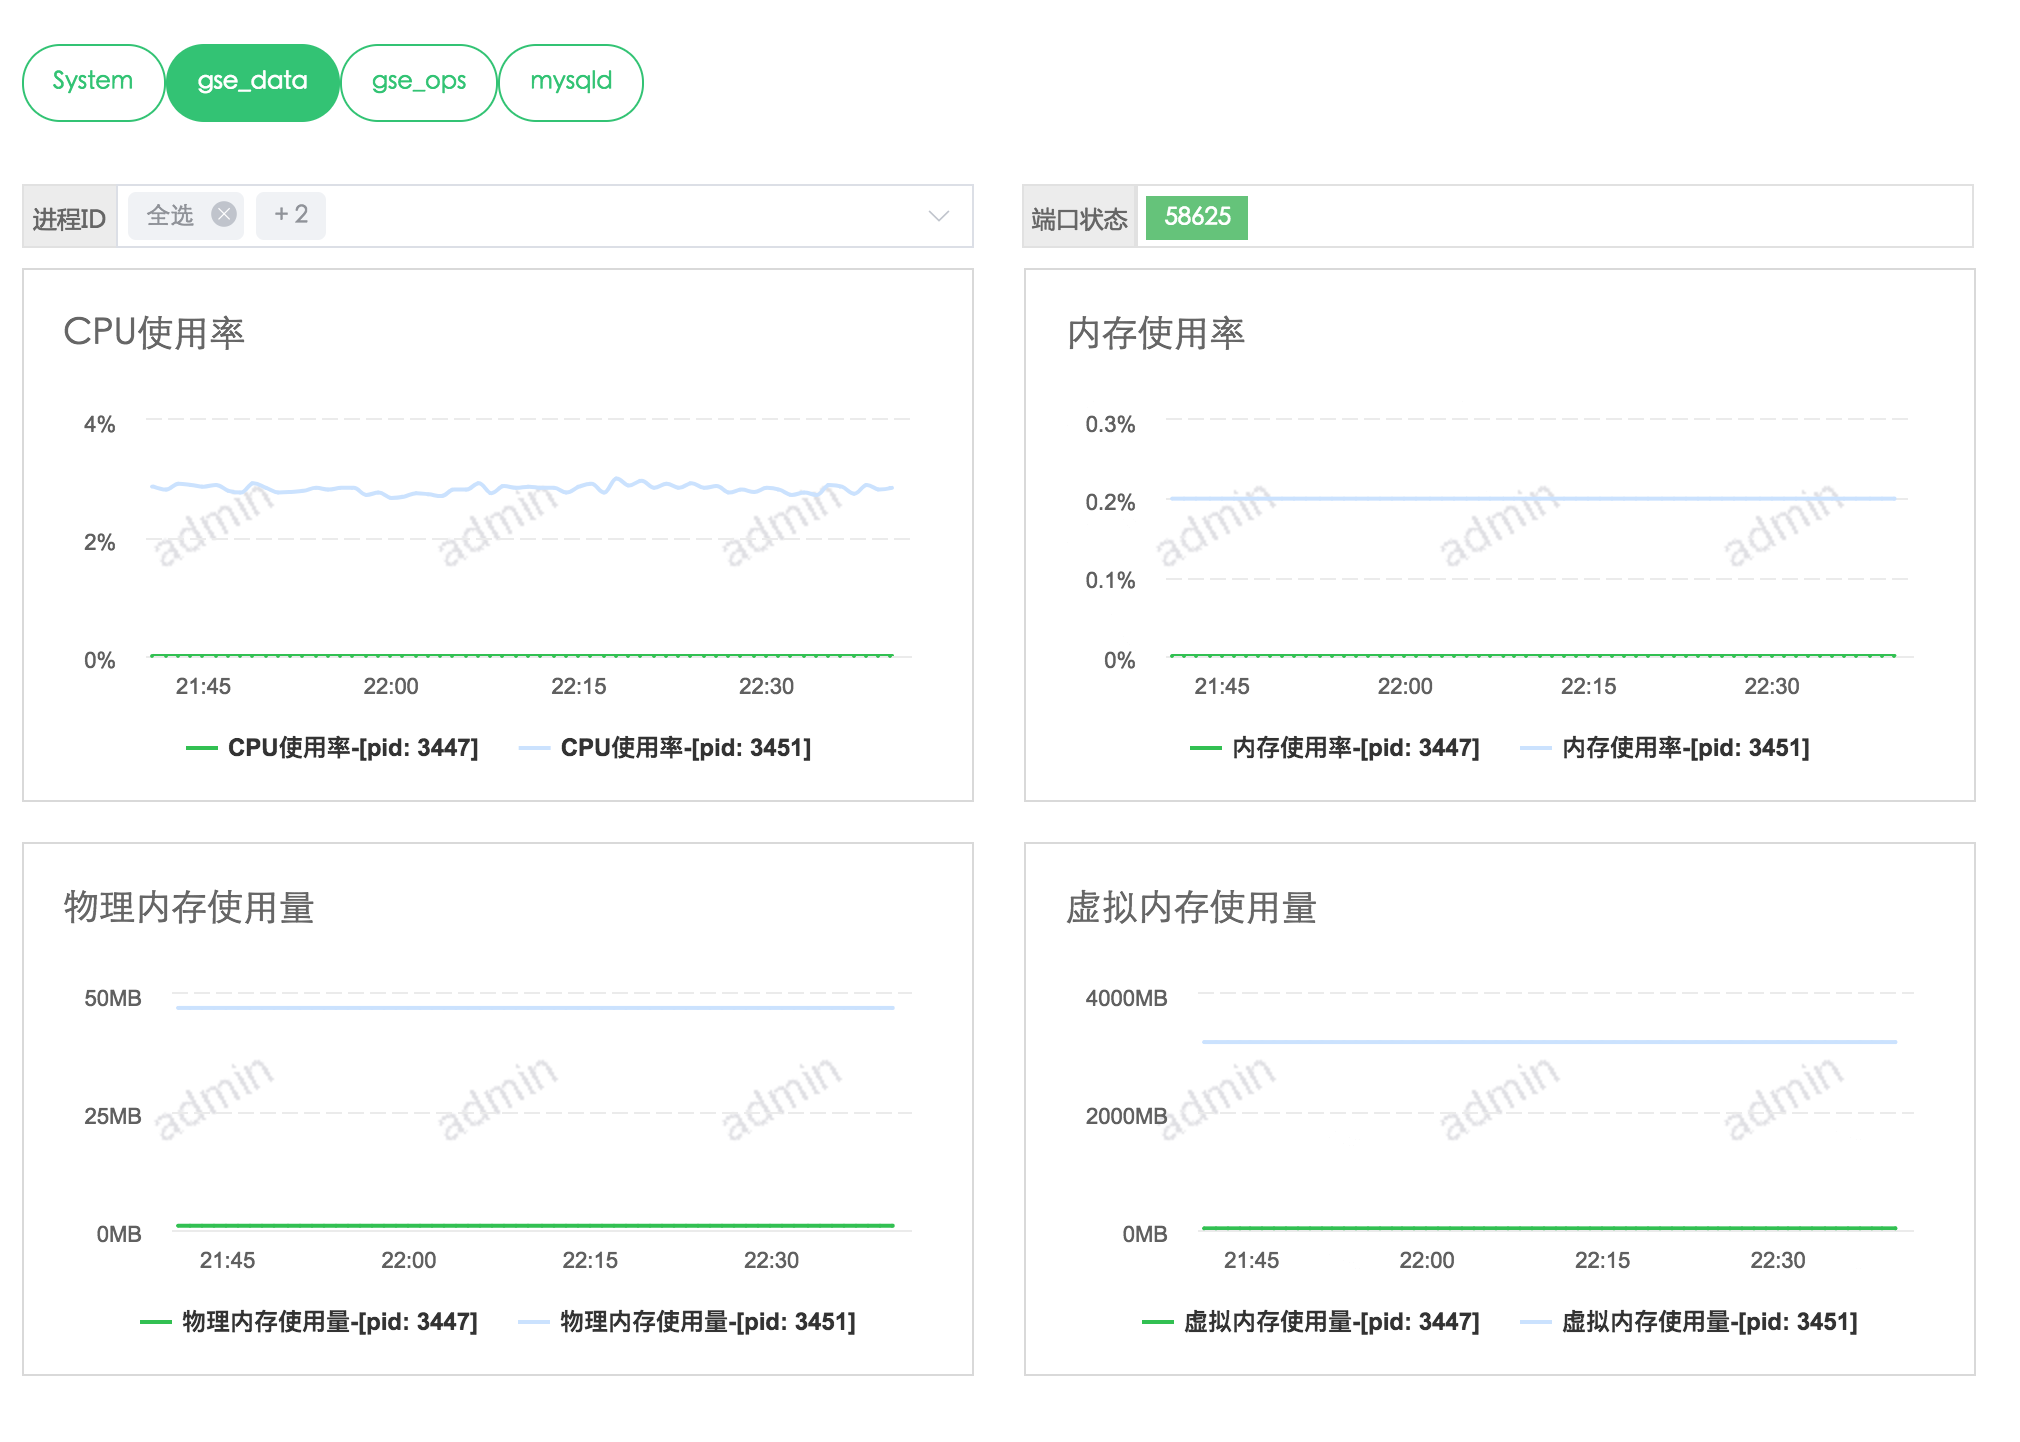 System gse_data gse_ops mysqld
进程ID 全选 + 2
端口状态 58625
CPU使用率
4%
2%
0%
21:45 22:00 22:15 22:30
CPU使用率-[pid: 3447] CPU使用率-[pid: 3451]
admin admin admin
内存使用率
0.3%
0.2%
0.1%
0%
21:45 22:00 22:15 22:30
内存使用率-[pid: 3447] 内存使用率-[pid: 3451]
admin admin admin
物理内存使用量
50MB
25MB
0MB
21:45 22:00 22:15 22:30
物理内存使用量-[pid: 3447] 物理内存使用量-[pid: 3451]
admin admin admin
虚拟内存使用量
4000MB
2000MB
0MB
21:45 22:00 22:15 22:30
虚拟内存使用量-[pid: 3447] 虚拟内存使用量-[pid: 3451]
admin admin admin